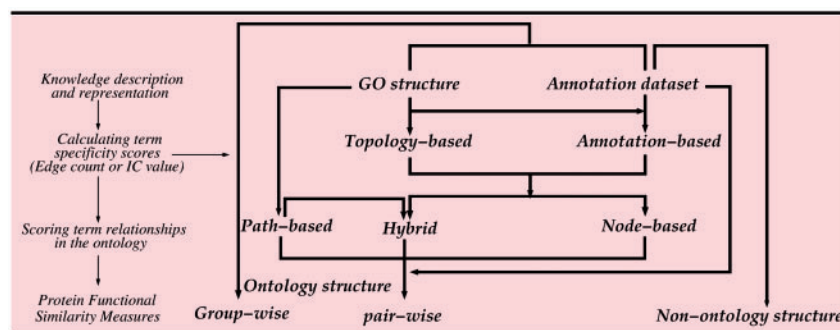 Knowledge description
and representation
Calculating term
specificity scores
(Edge count or IC value)
Scoring term relationships
in the ontology
Protein Functional
Similarity Measures
GO structure
Annotation dataset
Topology-based
Annotation-based
Path-based
Hybrid
Node-based
Ontology structure
Group-wise
pair-wise
Non-ontology structure